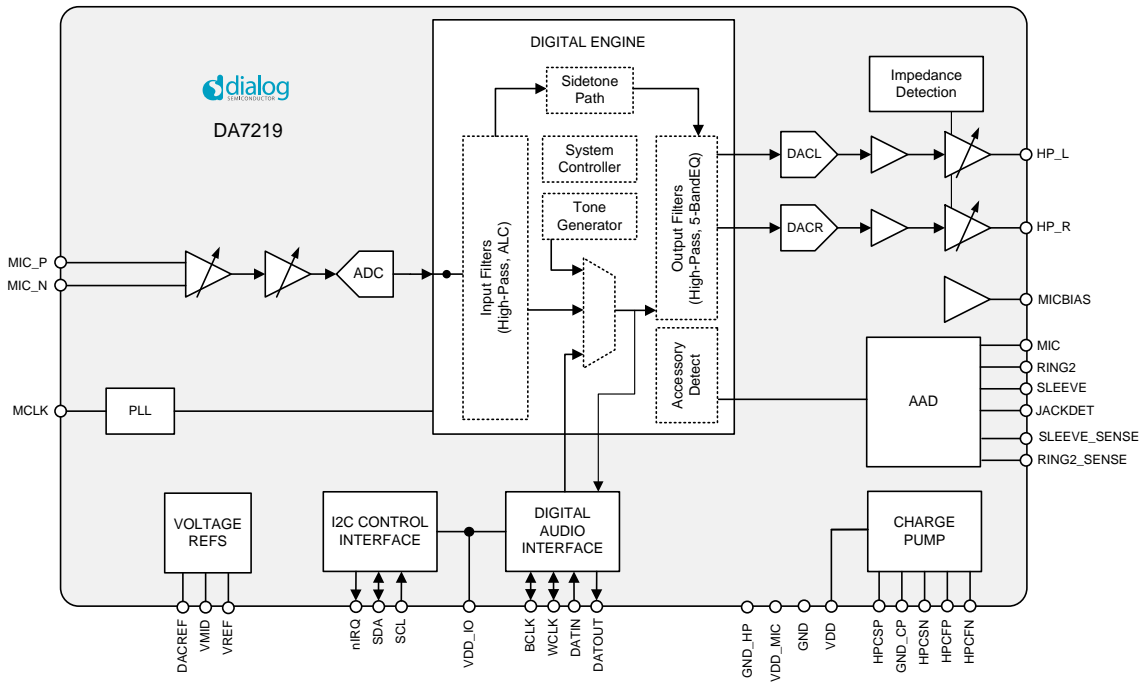 DIGITAL ENGINE
dialog
SEMICONDUCTOR
DA7219
Sidetone
Path
System
Controller
Tone
Generator
Input Filters
(High-Pass, ALC)
Output Filters
(High-Pass, 5-BandEQ)
Accessory
Detect
Impedance
Detection
DACL
DACR
HP_L
HP_R
MIC_P
MIC_N
ADC
MICBIAS
MIC
RING2
SLEEVE
JACKDET
SLEEVE_SENSE
RING2_SENSE
AAD
MCLK
PLL
VOLTAGE
REFS
I2C CONTROL
INTERFACE
DIGITAL
AUDIO
INTERFACE
CHARGE
PUMP
DACREF
VMID
VREF
nIRQ
SDA
SCL
VDD_IO
BCLK
WCLK
DATIN
DATOUT
GND_HP
VDD_MIC
GND
VDD
HPCSP
GND_CP
HPCSN
HPCFP
HPCFN